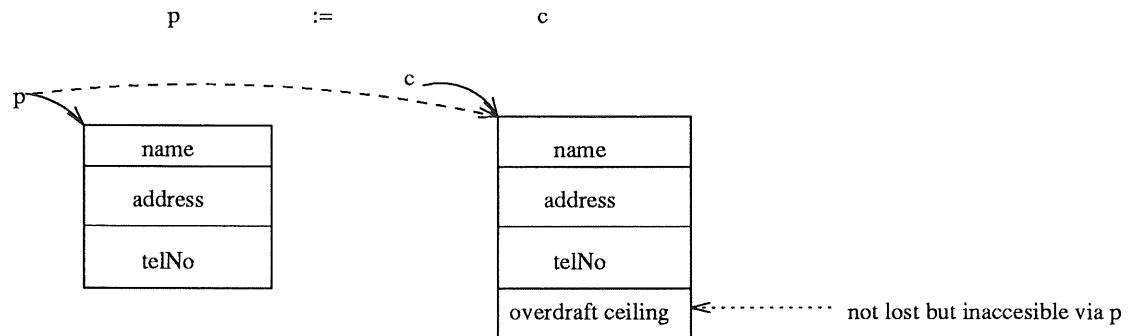 p := c
c
p
name
address
telNo
name
address
telNo
overdraft ceiling
not lost but inaccesible via p